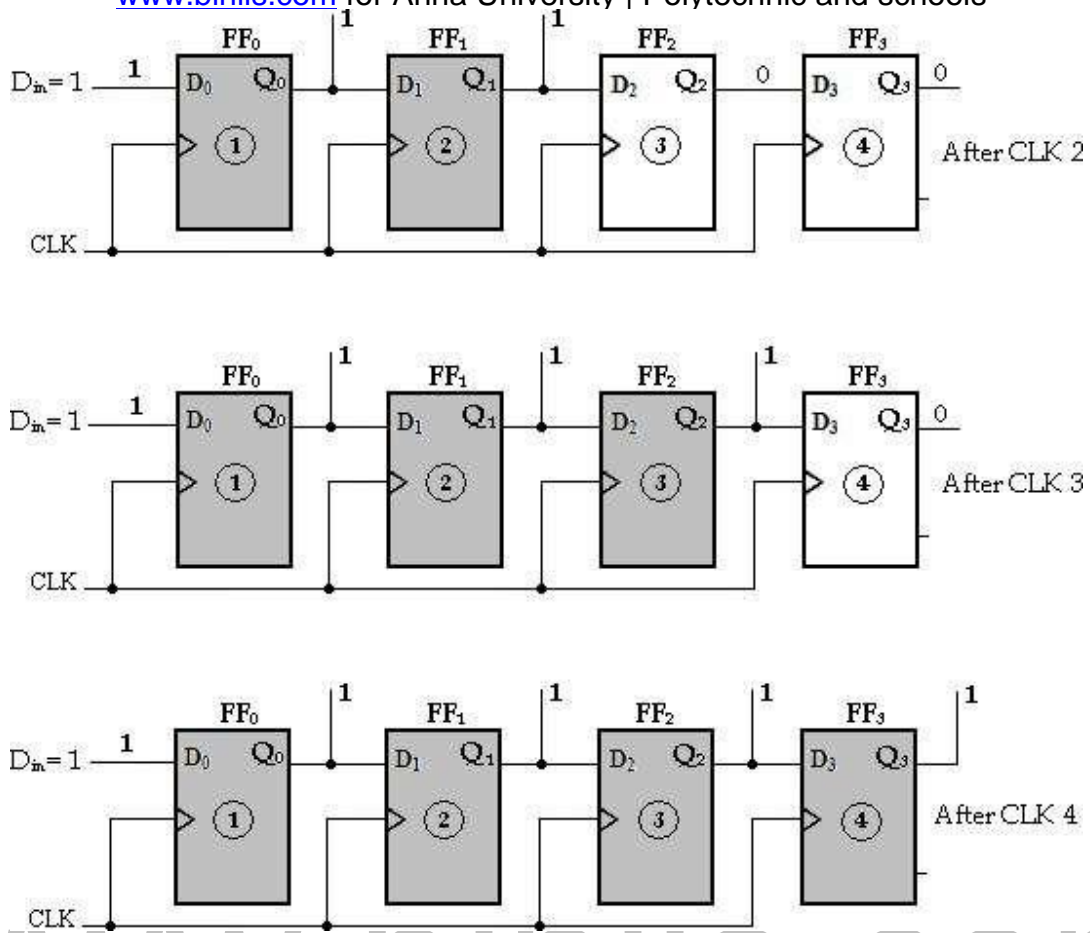 www.binils.com for Anna University | Polytechnic and schools
1 1
FF₀ FF₁ FF₂ FF₃
Dᵢₙ= 1 1 D₀ Q₀ D₁ Q₁ D₂ Q₂ 0 D₃ Q₃ 0
1 2 3 4 After CLK 2
CLK
1 1 1
FF₀ FF₁ FF₂ FF₃
Dᵢₙ= 1 1 D₀ Q₀ D₁ Q₁ D₂ Q₂ D₃ Q₃ 0
1 2 3 4 After CLK 3
CLK
1 1 1 1
FF₀ FF₁ FF₂ FF₃
Dᵢₙ= 1 1 D₀ Q₀ D₁ Q₁ D₂ Q₂ D₃ Q₃
1 2 3 4 After CLK 4
CLK